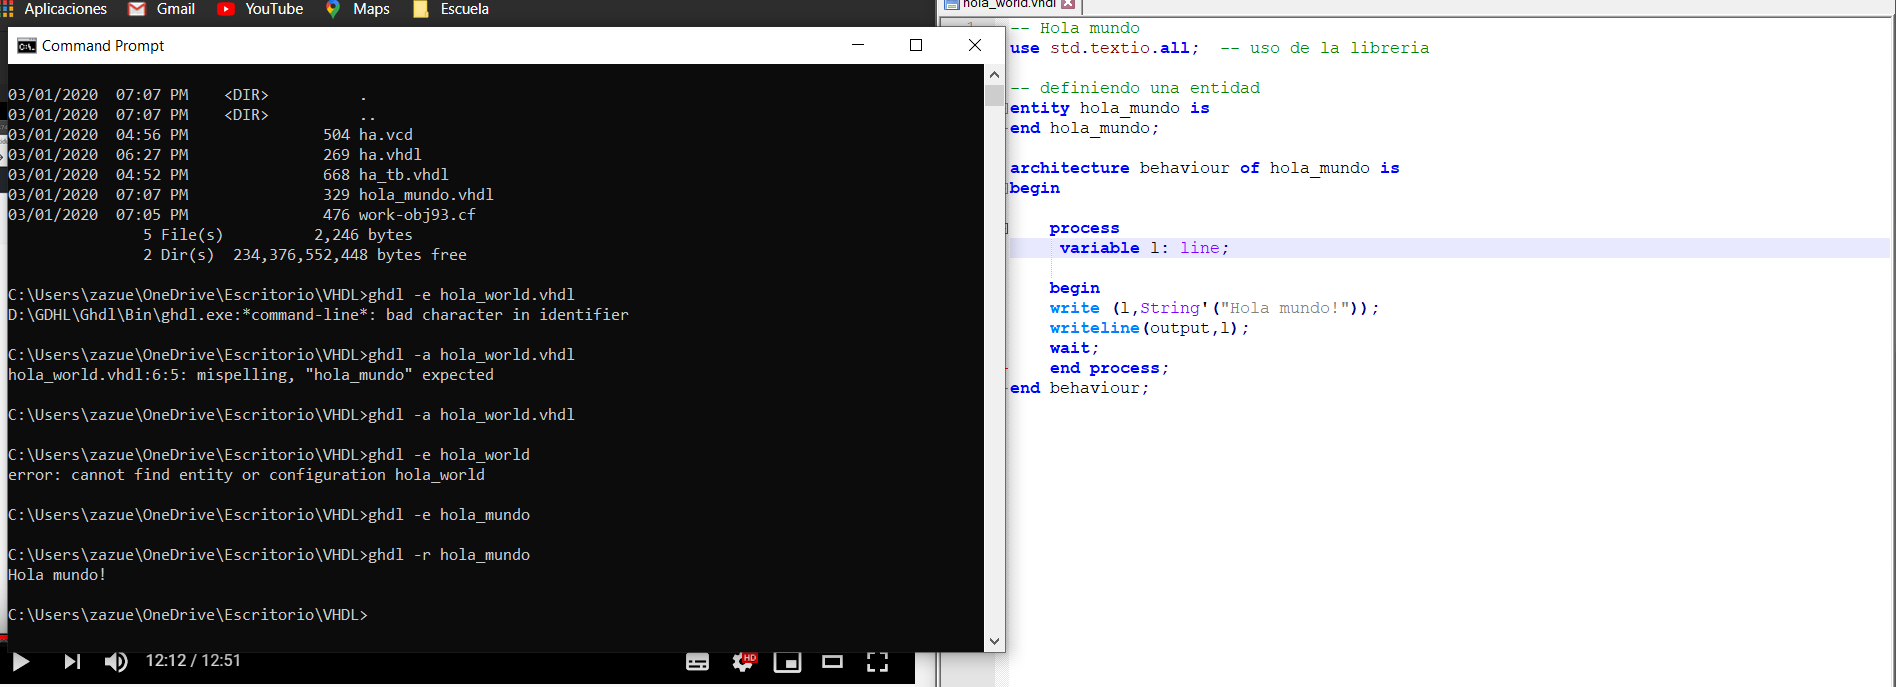 Aplicaciones Gmail YouTube Maps Escuela
Command Prompt
03/01/2020  07:07 PM    <DIR>          .
03/01/2020  07:07 PM    <DIR>          ..
03/01/2020  04:56 PM               504 ha.vcd
03/01/2020  06:27 PM               269 ha.vhdl
03/01/2020  04:52 PM               668 ha_tb.vhdl
03/01/2020  07:07 PM               329 hola_mundo.vhdl
03/01/2020  07:05 PM               476 work-obj93.cf
5 File(s)          2,246 bytes
2 Dir(s)  234,376,552,448 bytes free
C:\Users\zazue\OneDrive\Escritorio\VHDL>ghdl -e hola_world.vhdl
D:\GDHL\Ghdl\Bin\ghdl.exe:*command-line*: bad character in identifier
C:\Users\zazue\OneDrive\Escritorio\VHDL>ghdl -a hola_world.vhdl
hola_world.vhdl:6:5: mispelling, "hola_mundo" expected
C:\Users\zazue\OneDrive\Escritorio\VHDL>ghdl -a hola_world.vhdl
C:\Users\zazue\OneDrive\Escritorio\VHDL>ghdl -e hola_world
error: cannot find entity or configuration hola_world
C:\Users\zazue\OneDrive\Escritorio\VHDL>ghdl -e hola_mundo
C:\Users\zazue\OneDrive\Escritorio\VHDL>ghdl -r hola_mundo
Hola mundo!
C:\Users\zazue\OneDrive\Escritorio\VHDL>
12:12 / 12:51
HD
hola_world.vhdl
1
-- Hola mundo
use std.textio.all;  -- uso de la libreria
-- definiendo una entidad
entity hola_mundo is
end hola_mundo;
architecture behaviour of hola_mundo is
begin
process
variable l: line;
begin
write (l,String'("Hola mundo!"));
writeline(output,l);
wait;
end process;
end behaviour;